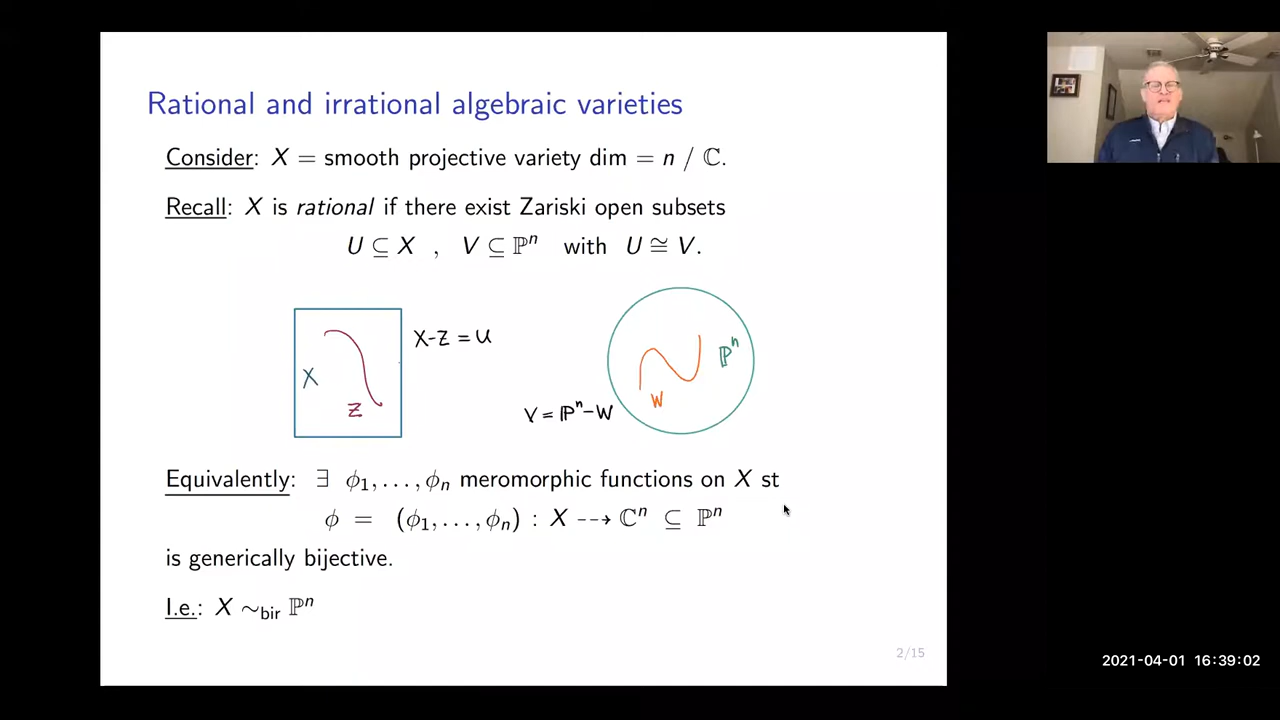 Rational and irrational algebraic varieties
Consider: X = smooth projective variety dim = n / ℂ.
Recall: X is rational if there exist Zariski open subsets
U ⊆ X , V ⊆ ℙⁿ with U ≅ V.
X-Z = U
X
Z
ℙⁿ
W
V = ℙⁿ-W
Equivalently: ∃ ϕ₁, . . . , ϕₙ meromorphic functions on X st
ϕ = (ϕ₁, . . . , ϕₙ) : X ⇢ ℂⁿ ⊆ ℙⁿ
is generically bijective.
I.e.: X ∼bir ℙⁿ
2/15
2021-04-01 16:39:02